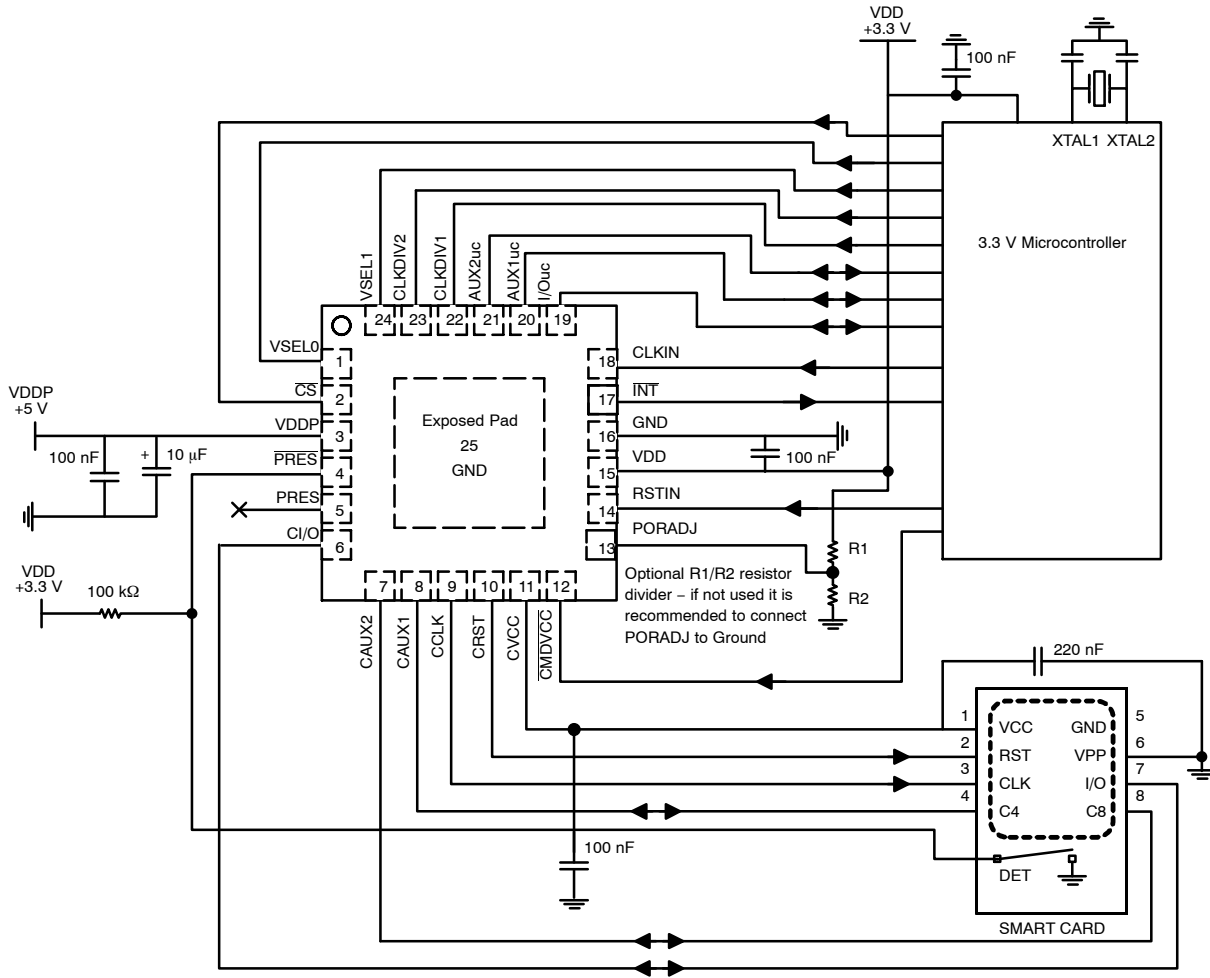 VDD
+3.3 V
100 nF
XTAL1 XTAL2
3.3 V Microcontroller
VSEL1
CLKDIV2
CLKDIV1
AUX2uc
AUX1uc
I/Ouc
24
23
22
21
20
19
VSEL0
1
CS
2
VDDP
+5 V
VDDP
3
100 nF
+ 10 μF
PRES
4
PRES
5
CI/O
6
Exposed Pad
25
GND
18
CLKIN
17
INT
16
GND
100 nF
15
VDD
14
RSTIN
13
PORADJ
R1
R2
Optional R1/R2 resistor
divider – if not used it is
recommended to connect
PORADJ to Ground
VDD
+3.3 V
100 kΩ
7
8
9
10
11
12
CAUX2
CAUX1
CCLK
CRST
CVCC
CMDVCC
220 nF
1
VCC
GND
5
2
RST
VPP
6
3
CLK
I/O
7
4
C4
C8
8
100 nF
DET
SMART CARD